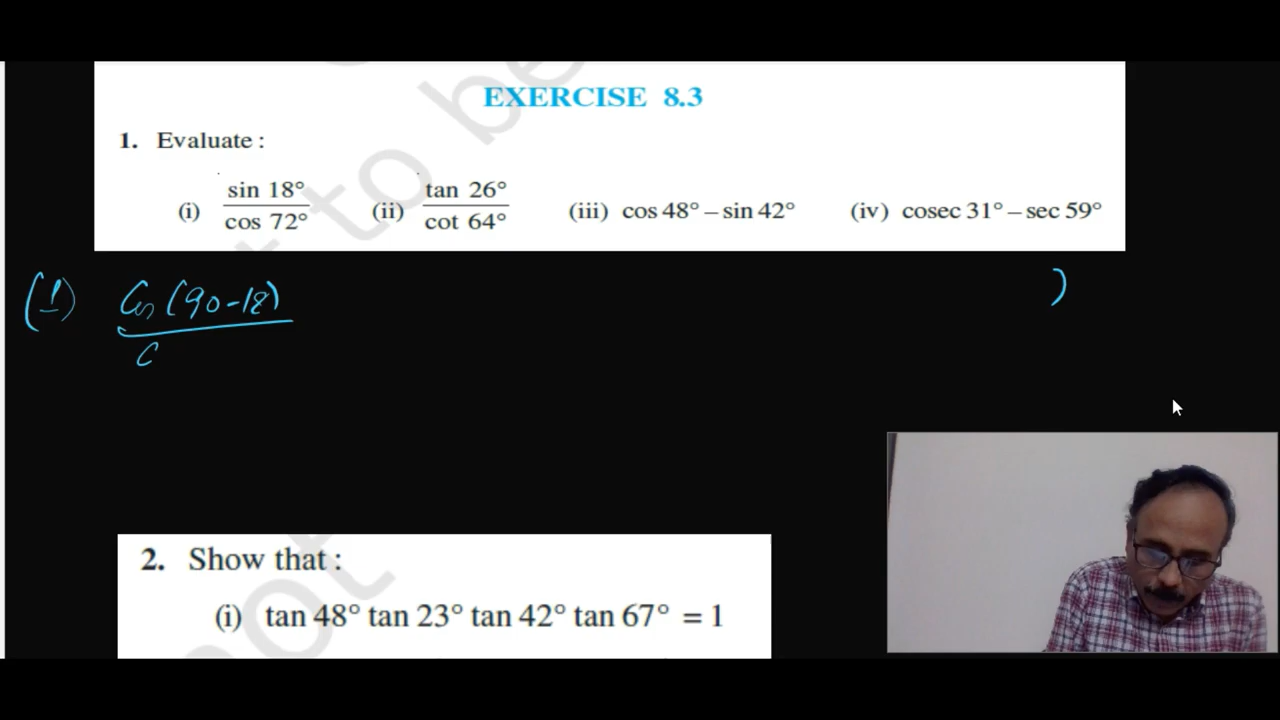 EXERCISE 8.3
1. Evaluate :
(i) sin 18° / cos 72° (ii) tan 26° / cot 64° (iii) cos 48° – sin 42° (iv) cosec 31° – sec 59°
(1) Cos (90-18)
C
)
2. Show that :
(i) tan 48° tan 23° tan 42° tan 67° = 1